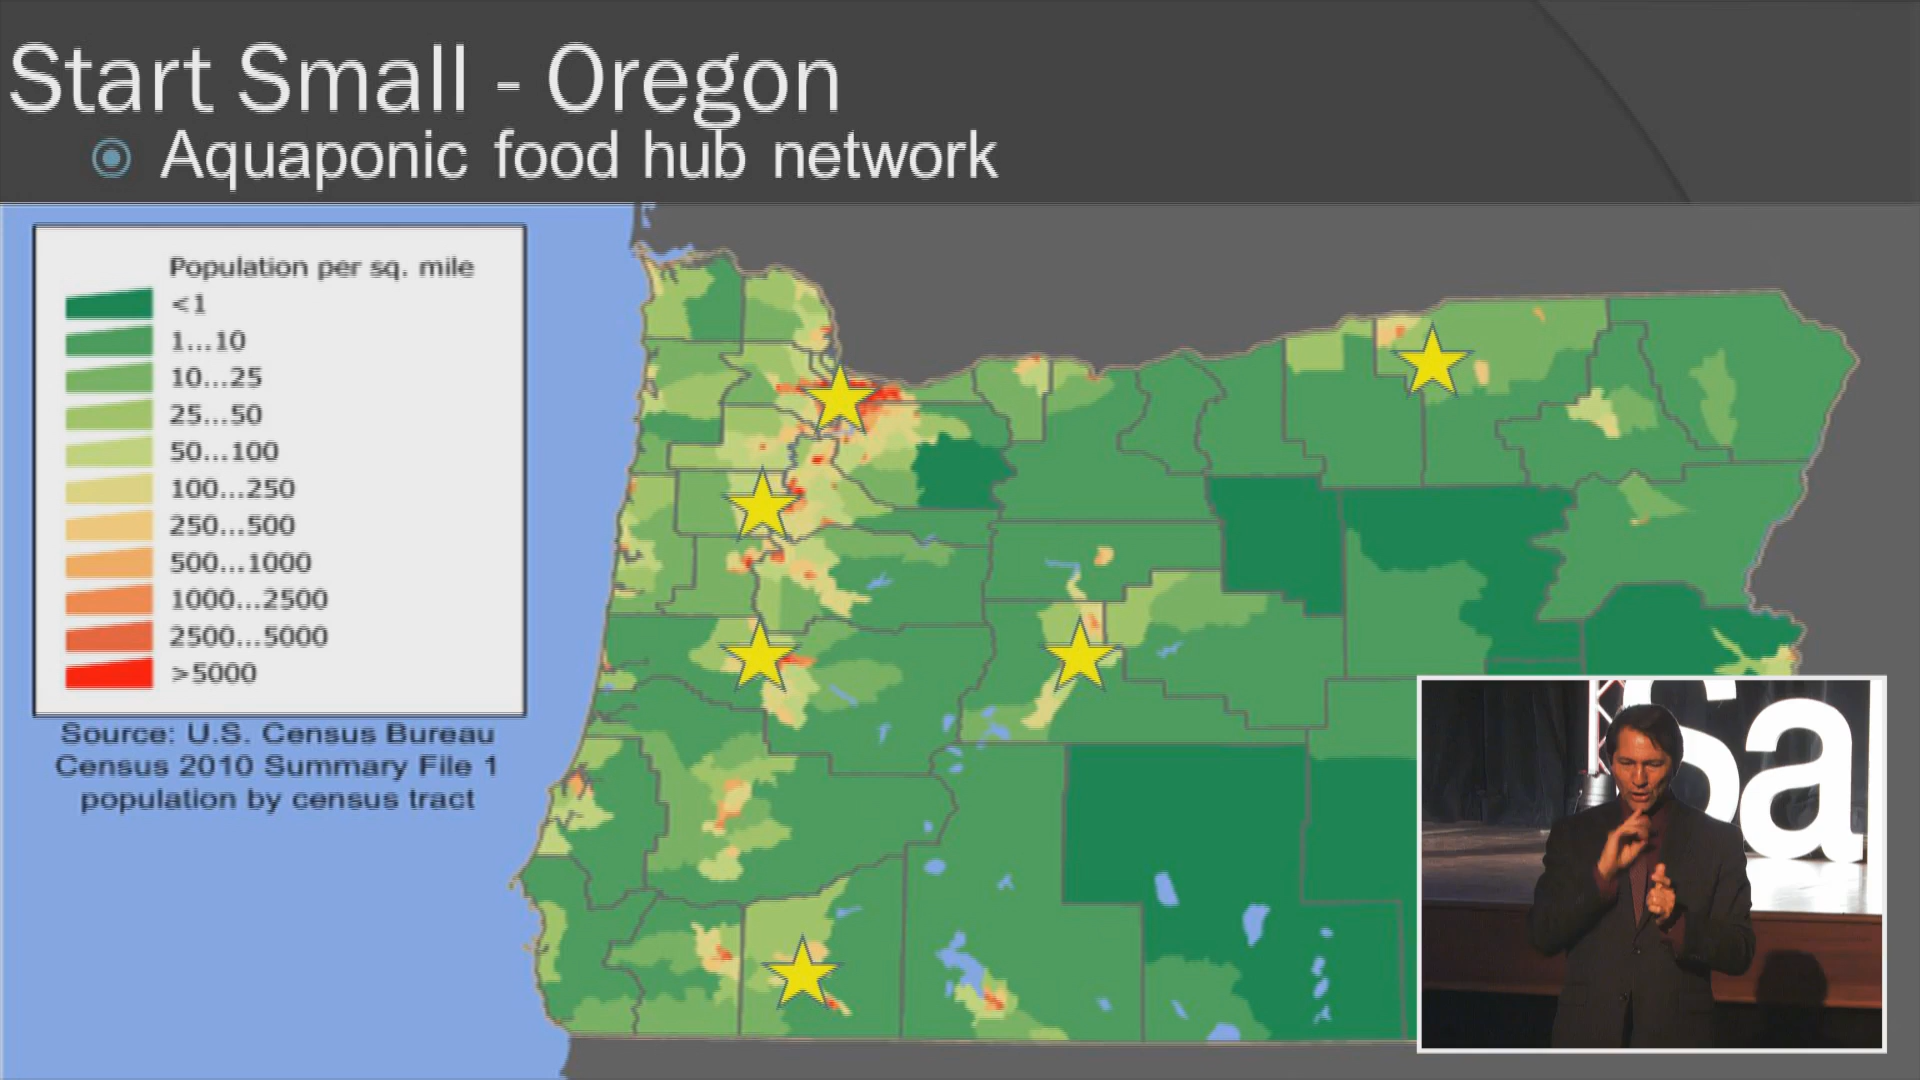 Start Small - Oregon
Aquaponic food hub network
Population per sq. mile
<1
1...10
10...25
25...50
50...100
100...250
250...500
500...1000
1000...2500
2500...5000
>5000
Source: U.S. Census Bureau
Census 2010 Summary File 1
population by census tract
Sal